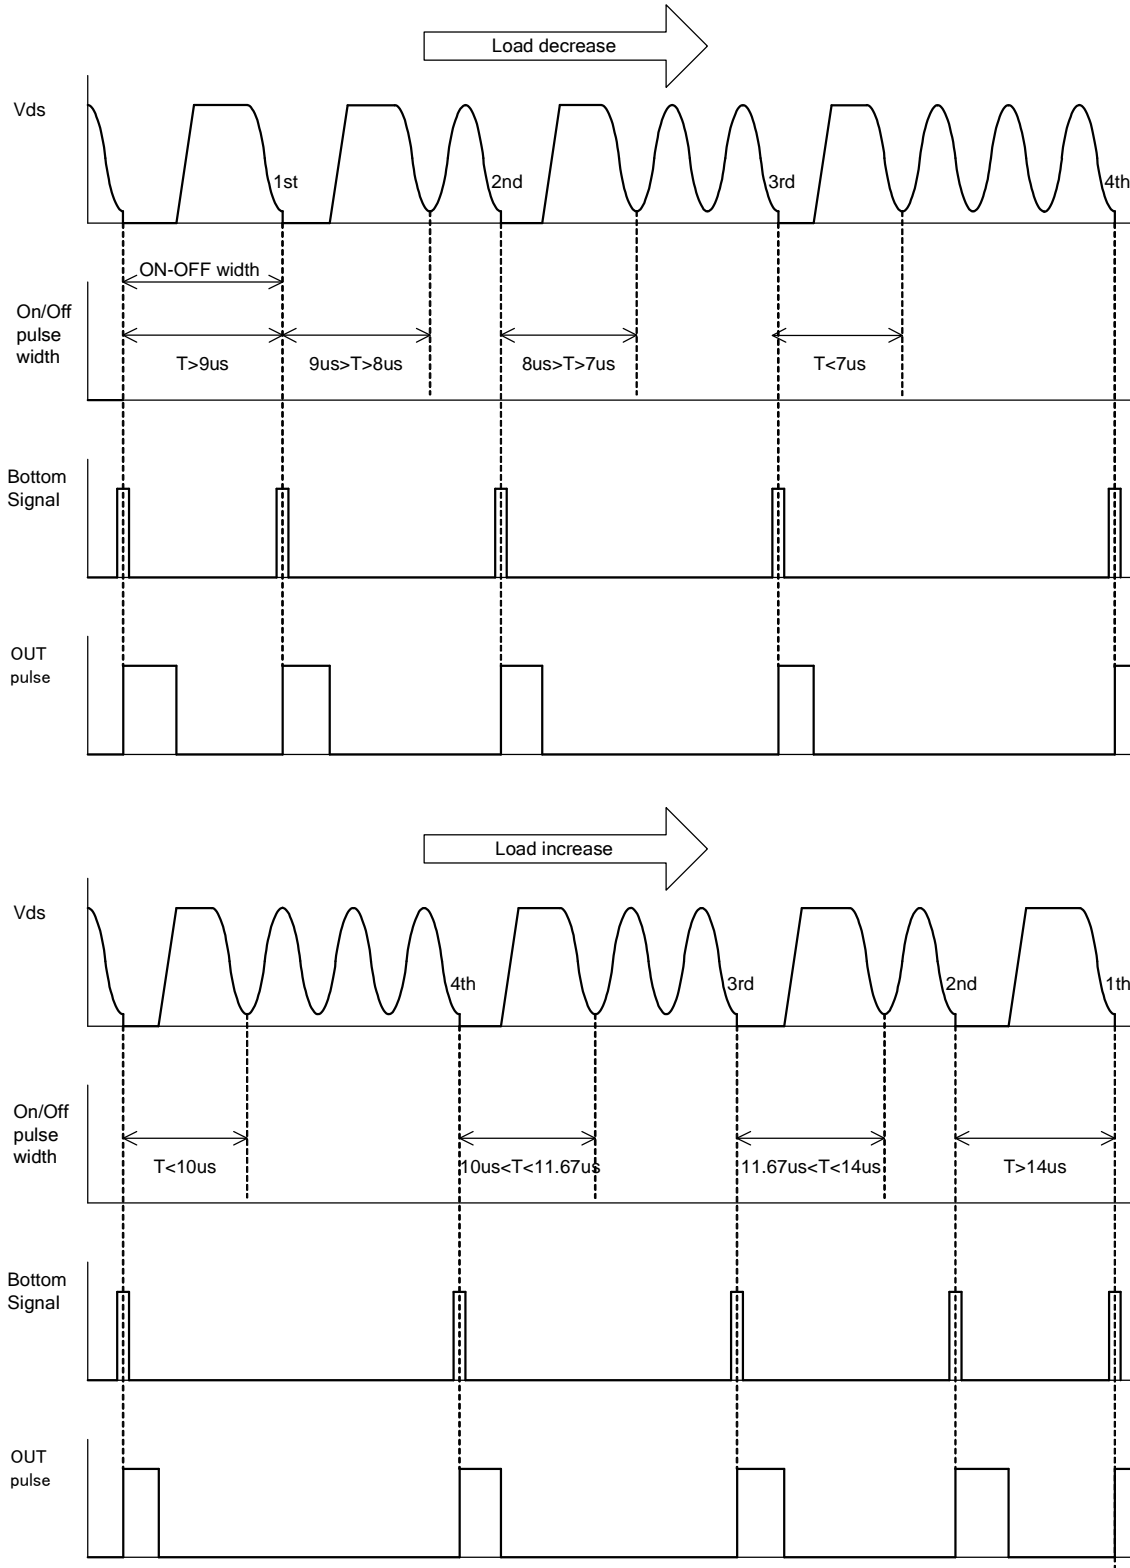 Load decrease
Vds
1st
2nd
3rd
4th
ON-OFF width
On/Off
pulse
width
T>9us
9us>T>8us
8us>T>7us
T<7us
Bottom
Signal
OUT
pulse
Load increase
Vds
4th
3rd
2nd
1th
On/Off
pulse
width
T<10us
10us<T<11.67us
11.67us<T<14us
T>14us
Bottom
Signal
OUT
pulse